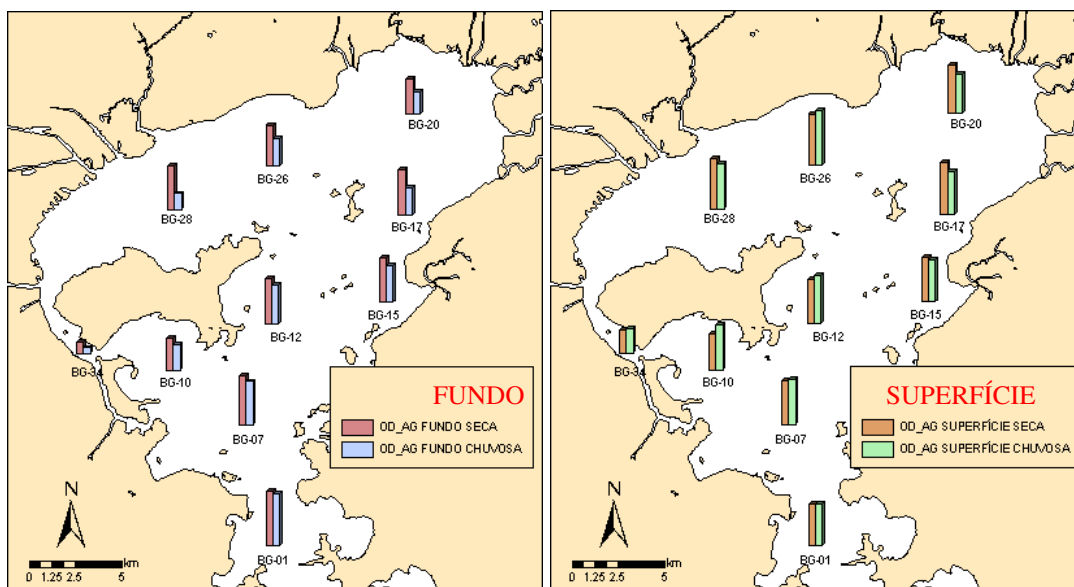 BG-20
BG-26
BG-28
BG-17
BG-15
BG-12
BG-34
BG-10
BG-07
BG-01
FUNDO
OD_AG FUNDO SECA
OD_AG FUNDO CHUVOSA
N
km
0 1.25 2.5 5
BG-20
BG-26
BG-28
BG-17
BG-15
BG-12
BG-34
BG-10
BG-07
BG-01
SUPERFÍCIE
OD_AG SUPERFÍCIE SECA
OD_AG SUPERFÍCIE CHUVOSA
N
km
0 1.25 2.5 5